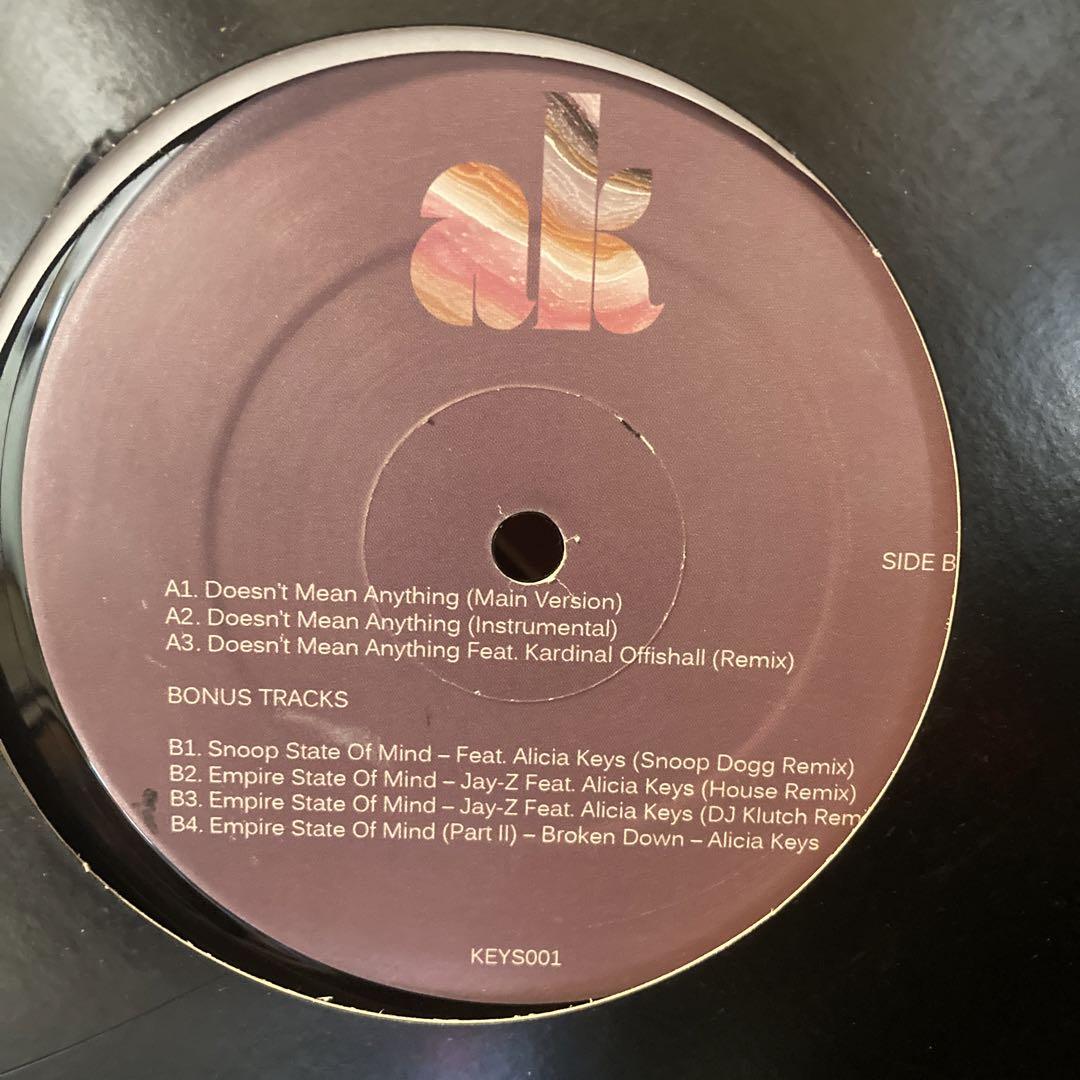 ak
SIDE B
A1. Doesn't Mean Anything (Main Version)
A2. Doesn't Mean Anything (Instrumental)
A3. Doesn't Mean Anything Feat. Kardinal Offishall (Remix)
BONUS TRACKS
B1. Snoop State Of Mind – Feat. Alicia Keys (Snoop Dogg Remix)
B2. Empire State Of Mind – Jay-Z Feat. Alicia Keys (House Remix)
B3. Empire State Of Mind – Jay-Z Feat. Alicia Keys (DJ Klutch Rem
B4. Empire State Of Mind (Part II) – Broken Down – Alicia Keys
KEYS001